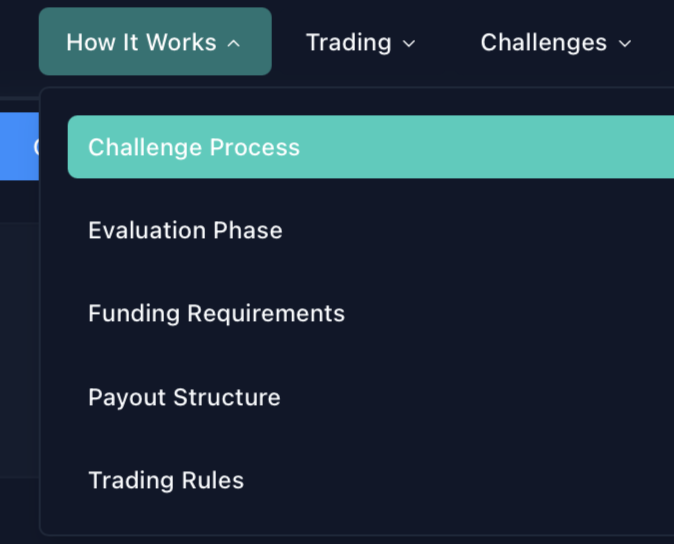 How It Works
Trading
Challenges
Challenge Process
Evaluation Phase
Funding Requirements
Payout Structure
Trading Rules